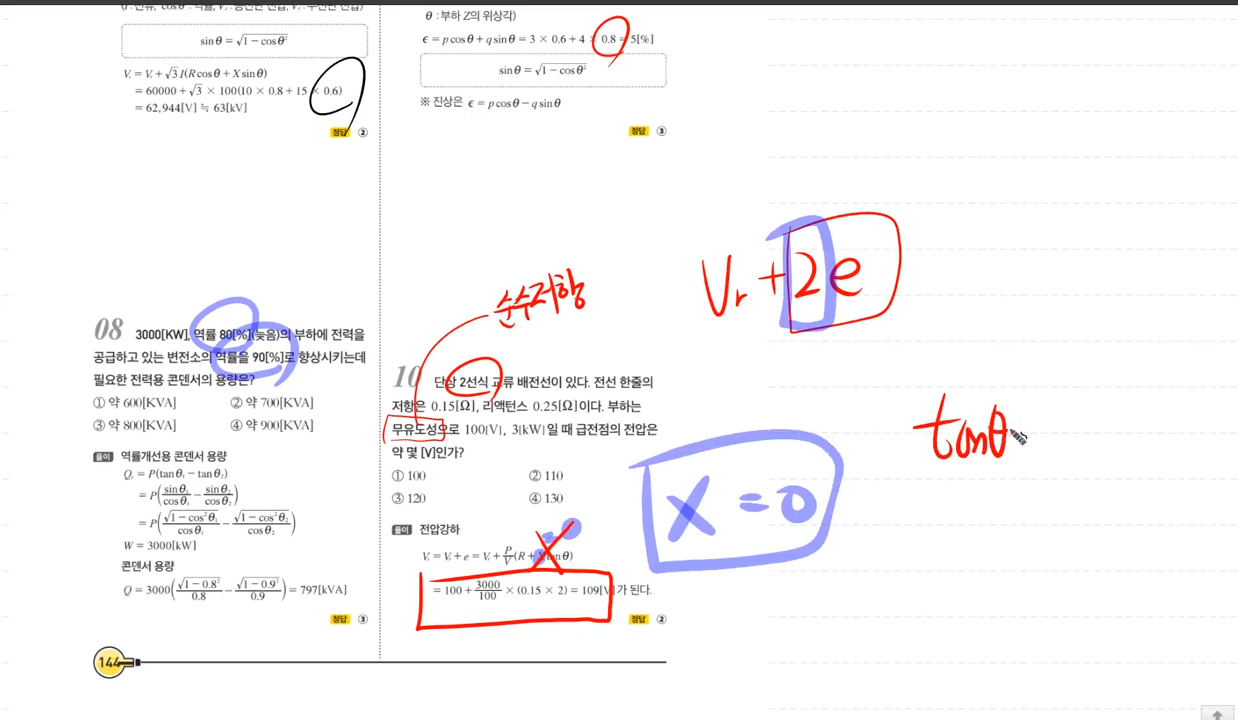 sinθ = √1−cosθ²
Vₛ = Vᵣ + √3 I(Rcosθ + Xsinθ)
= 60000 + √3 × 100(10 × 0.8 + 15 × 0.6)
= 62,944[V] ≒ 63[kV]
정답 ②
θ : 부하 Z의 위상각)
ϵ = pcosθ + qsinθ = 3 × 0.6 + 4 × 0.8 = 5[%]
sinθ = √1−cosθ²
※ 진상은 ϵ = pcosθ − qsinθ
정답 ③
08 3000[KW], 역률 80[%](늦음)의 부하에 전력을
공급하고 있는 변전소의 역률을 90[%]로 향상시키는데
필요한 전력용 콘덴서의 용량은?
① 약 600[KVA] ② 약 700[KVA]
③ 약 800[KVA] ④ 약 900[KVA]
풀이 역률개선용 콘덴서 용량
Q = P(tanθ₁ − tanθ₂)
= P(sinθ₁/cosθ₁ − sinθ₂/cosθ₂)
= P(√1−cos²θ₁/cosθ₁ − √1−cos²θ₂/cosθ₂)
W = 3000[kW]
콘덴서 용량
Q = 3000(√1−0.8²/0.8 − √1−0.9²/0.9) = 797[kVA]
정답 ③
순수저항
10 단상 2선식 교류 배전선이 있다. 전선 한줄의
저항은 0.15[Ω], 리액턴스 0.25[Ω]이다. 부하는
무유도성으로 100[V], 3[kW]일 때 급전점의 전압은
약 몇 [V]인가?
① 100 ② 110
③ 120 ④ 130
풀이 전압강하
Vₛ = Vᵣ + e = Vᵣ + P/V(R + Xtanθ)
= 100 + 3000/100 × (0.15 × 2) = 109[V]가 된다.
정답 ②
144
Vr + 2e
tanθ
X = 0